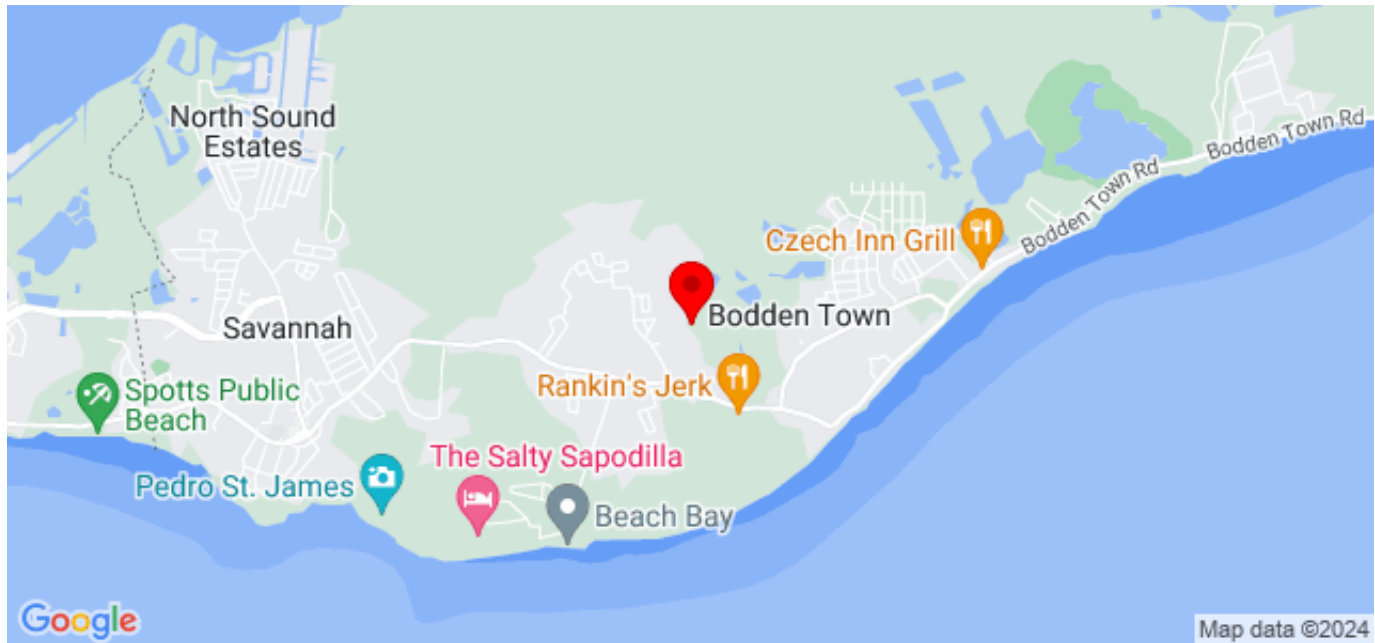 North Sound
Estates
Bodden Town Rd
Bodden Town Rd
Czech Inn Grill
Bodden Town
Savannah
Rankin's Jerk
Spotts Public
Beach
The Salty Sapodilla
Pedro St. James
Beach Bay
Google
Map data ©2024